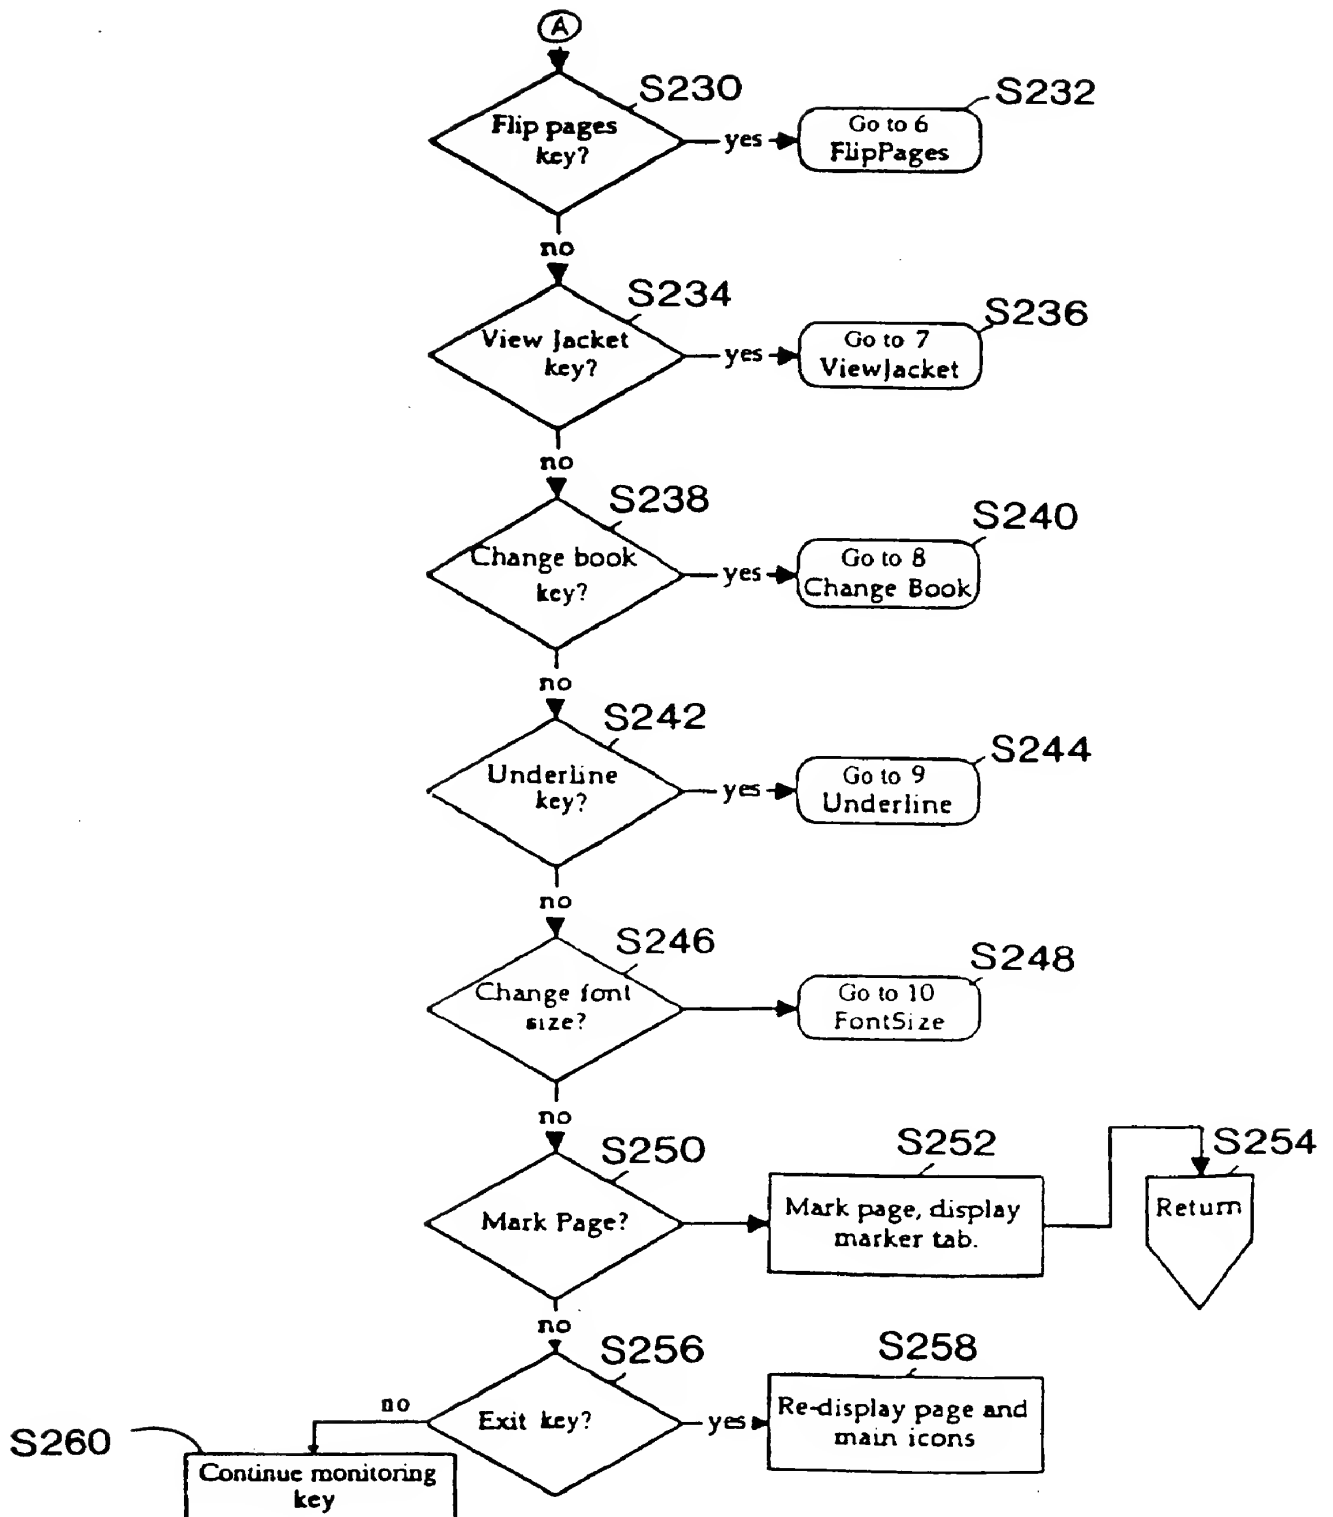 A
S230
Flip pages
key?
yes
S232
Go to 6
FlipPages
no
S234
View Jacket
key?
yes
S236
Go to 7
ViewJacket
no
S238
Change book
key?
yes
S240
Go to 8
Change Book
no
S242
Underline
key?
yes
S244
Go to 9
Underline
no
S246
Change font
size?
S248
Go to 10
FontSize
no
S250
Mark Page?
S252
Mark page, display
marker tab.
S254
Return
no
S256
Exit key?
yes
S258
Re-display page and
main icons
no
S260
Continue monitoring
key